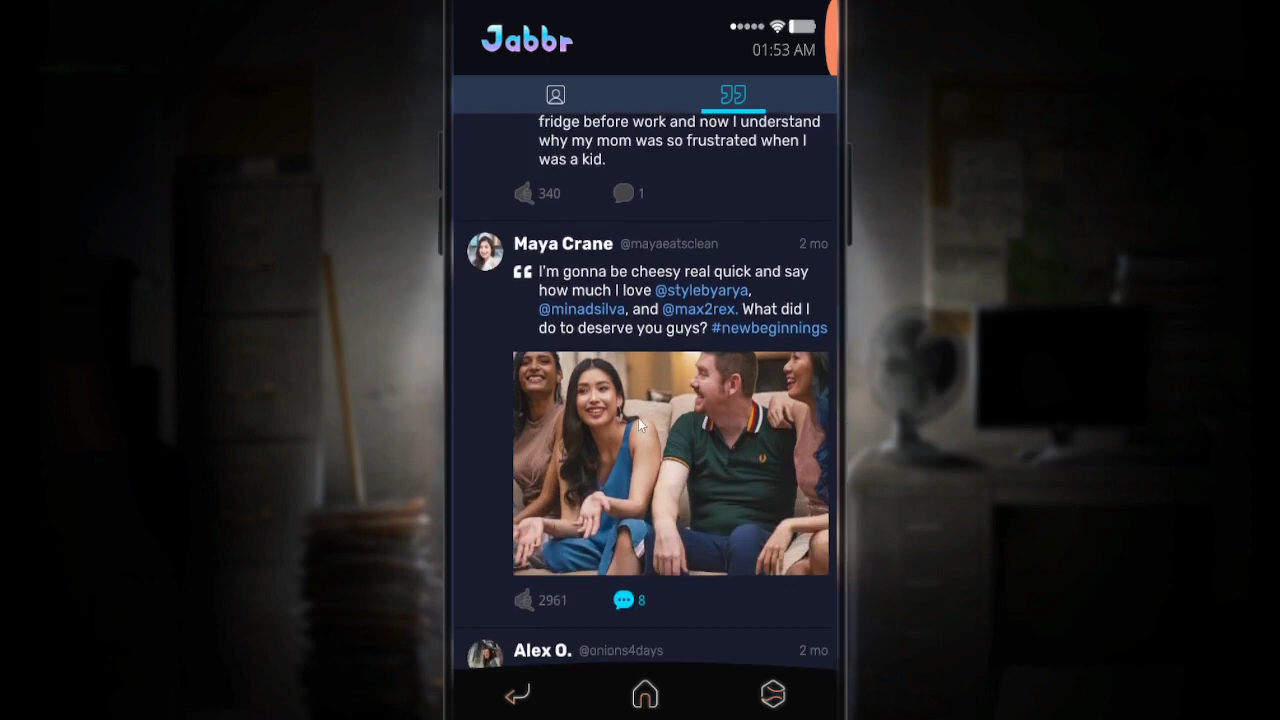 Jabbr
01:53 AM
fridge before work and now I understand
why my mom was so frustrated when I
was a kid.
340
1
Maya Crane @mayaeatsclean 2 mo
I'm gonna be cheesy real quick and say
how much I love @stylebyarya,
@minadsilva, and @max2rex. What did I
do to deserve you guys? #newbeginnings
2961
8
Alex O. @onions4days 2 mo